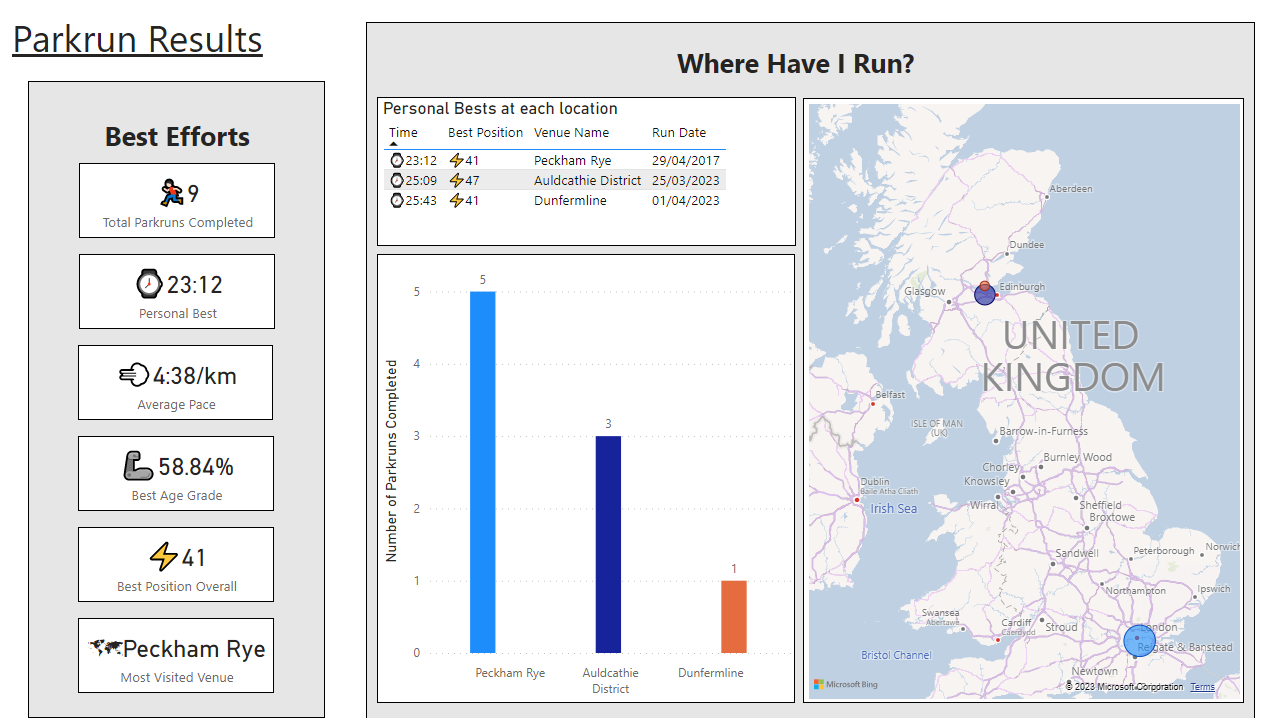 Parkrun Results
Best Efforts
9
Total Parkruns Completed
23:12
Personal Best
4:38/km
Average Pace
58.84%
Best Age Grade
41
Best Position Overall
Peckham Rye
Most Visited Venue
Where Have I Run?
Personal Bests at each location
Time Best Position Venue Name Run Date
23:12 41 Peckham Rye 29/04/2017
25:09 47 Auldcathie District 25/03/2023
25:43 41 Dunfermline 01/04/2023
Number of Parkruns Completed
5
4
3
2
1
0
5
3
1
Peckham Rye
Auldcathie
District
Dunfermline
Aberdeen
Dundee
Glasgow
Edinburgh
UNITED
KINGDOM
Belfast
ISLE OF MAN
(UK)
Barrow-in-Furness
Chorley
Burnley Wood
Knowsley
Dublin
Baile Átha Cliath
Wirral
Sheffield
Irish Sea
Broxtowe
Sandwell
Peterborough
Norwich
Northampton
Ipswich
Swansea
Abertawe
Cardiff
Caerdydd
Stroud
London
Reigate & Banstead
Bristol Channel
Newtown
Microsoft Bing
© 2023 Microsoft Corporation Terms